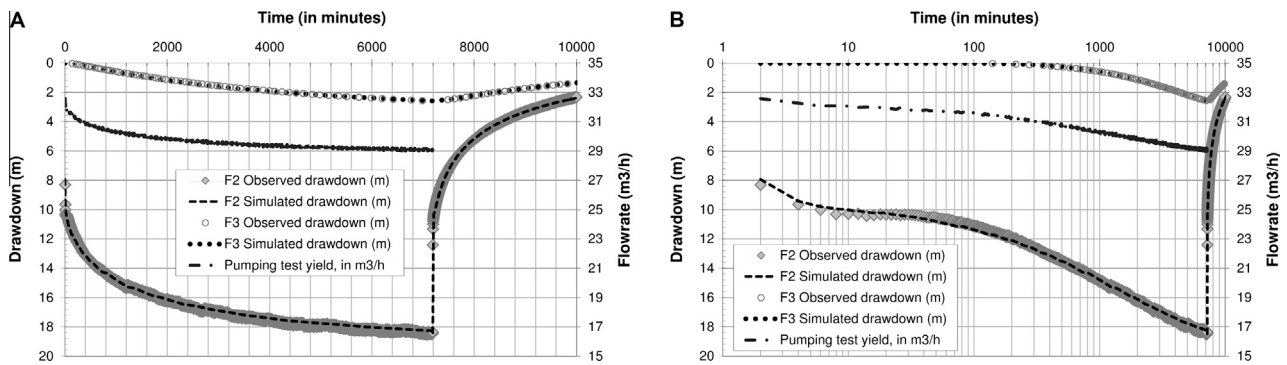 A
Time (in minutes)
0 2000 4000 6000 8000 10000
Drawdown (m)
0
2
4
6
8
10
12
14
16
18
20
F2 Observed drawdown (m)
F2 Simulated drawdown (m)
F3 Observed drawdown (m)
F3 Simulated drawdown (m)
Pumping test yield, in m3/h
35
33
31
29
27
25
23
21
19
17
15
Flowrate (m3/h)
B
Time (in minutes)
1 10 100 1000 10000
Drawdown (m)
0
2
4
6
8
10
12
14
16
18
20
F2 Observed drawdown (m)
F2 Simulated drawdown (m)
F3 Observed drawdown (m)
F3 Simulated drawdown (m)
Pumping test yield, in m3/h
35
33
31
29
27
25
23
21
19
17
15
Flowrate (m3/h)